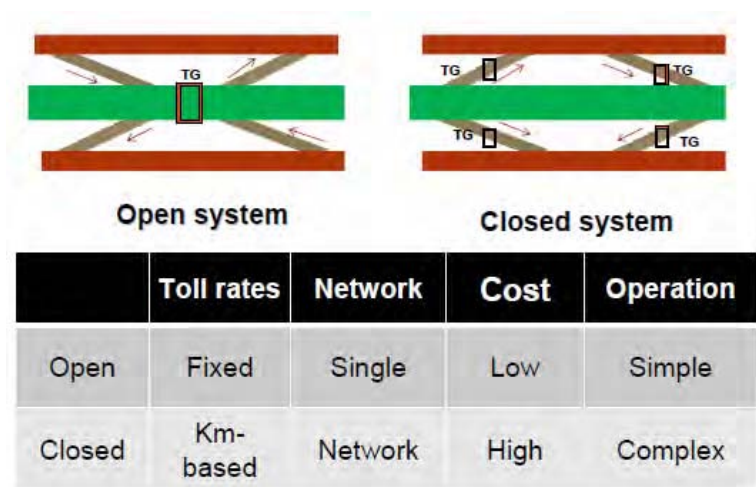 TG
TG
TG
TG
TG
Open system
Closed system
Toll rates Network Cost Operation
Open Fixed Single Low Simple
Closed Km-based Network High Complex